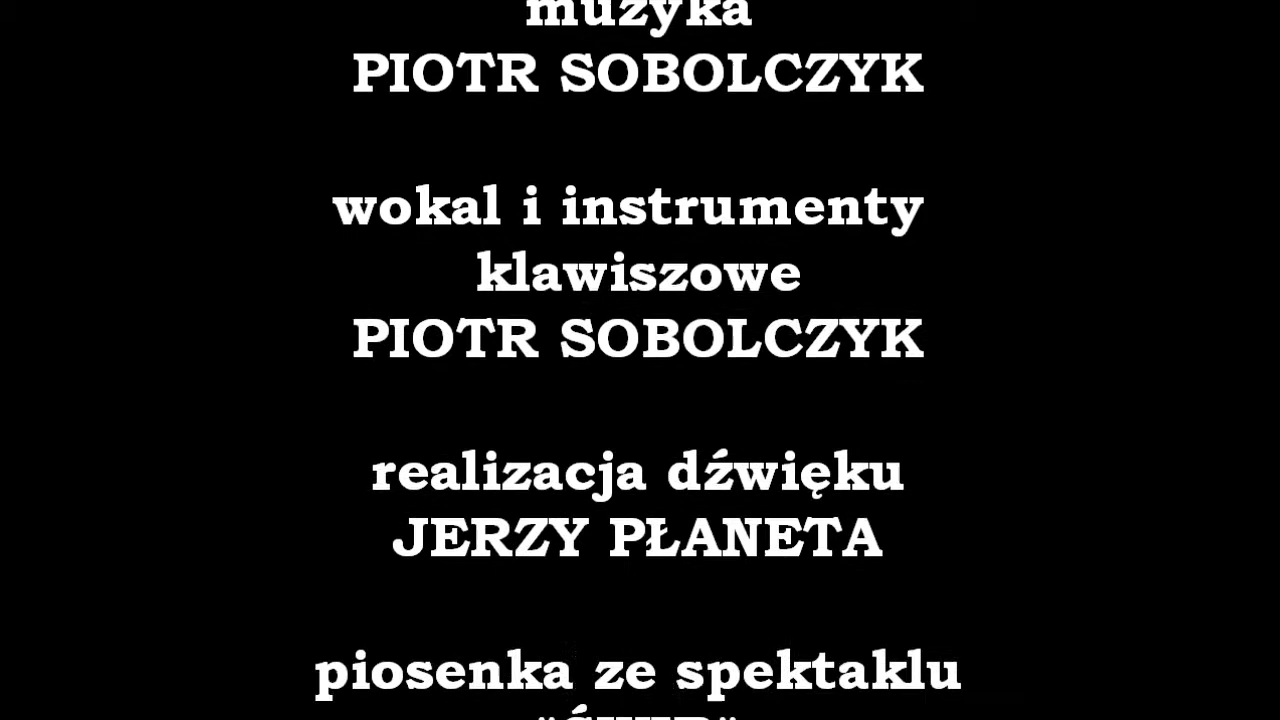 muzyka
PIOTR SOBOLCZYK
wokal i instrumenty
klawiszowe
PIOTR SOBOLCZYK
realizacja dźwięku
JERZY PŁANETA
piosenka ze spektaklu